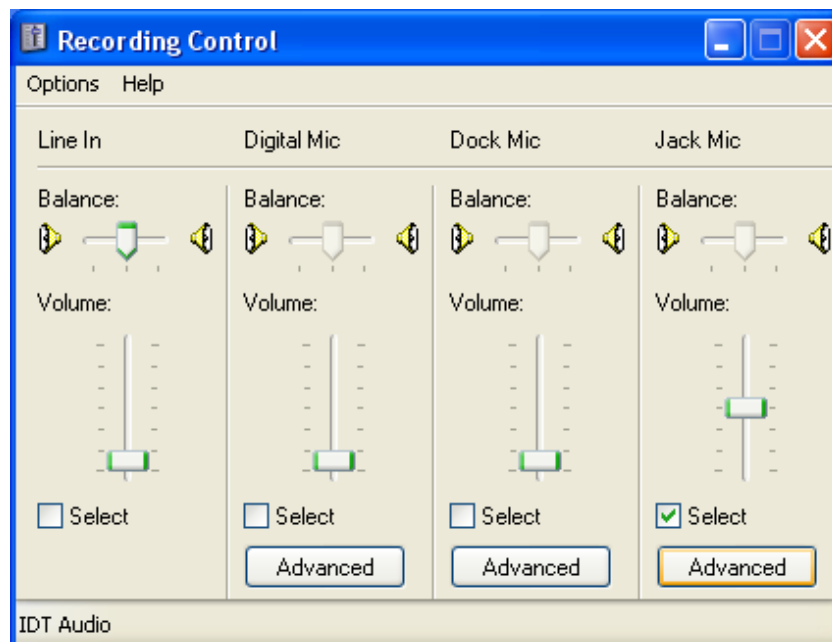 Recording Control
Options Help
Line In Digital Mic Dock Mic Jack Mic
Balance: Balance: Balance: Balance:
Volume: Volume: Volume: Volume:
Select Select Select Select
Advanced Advanced Advanced
IDT Audio